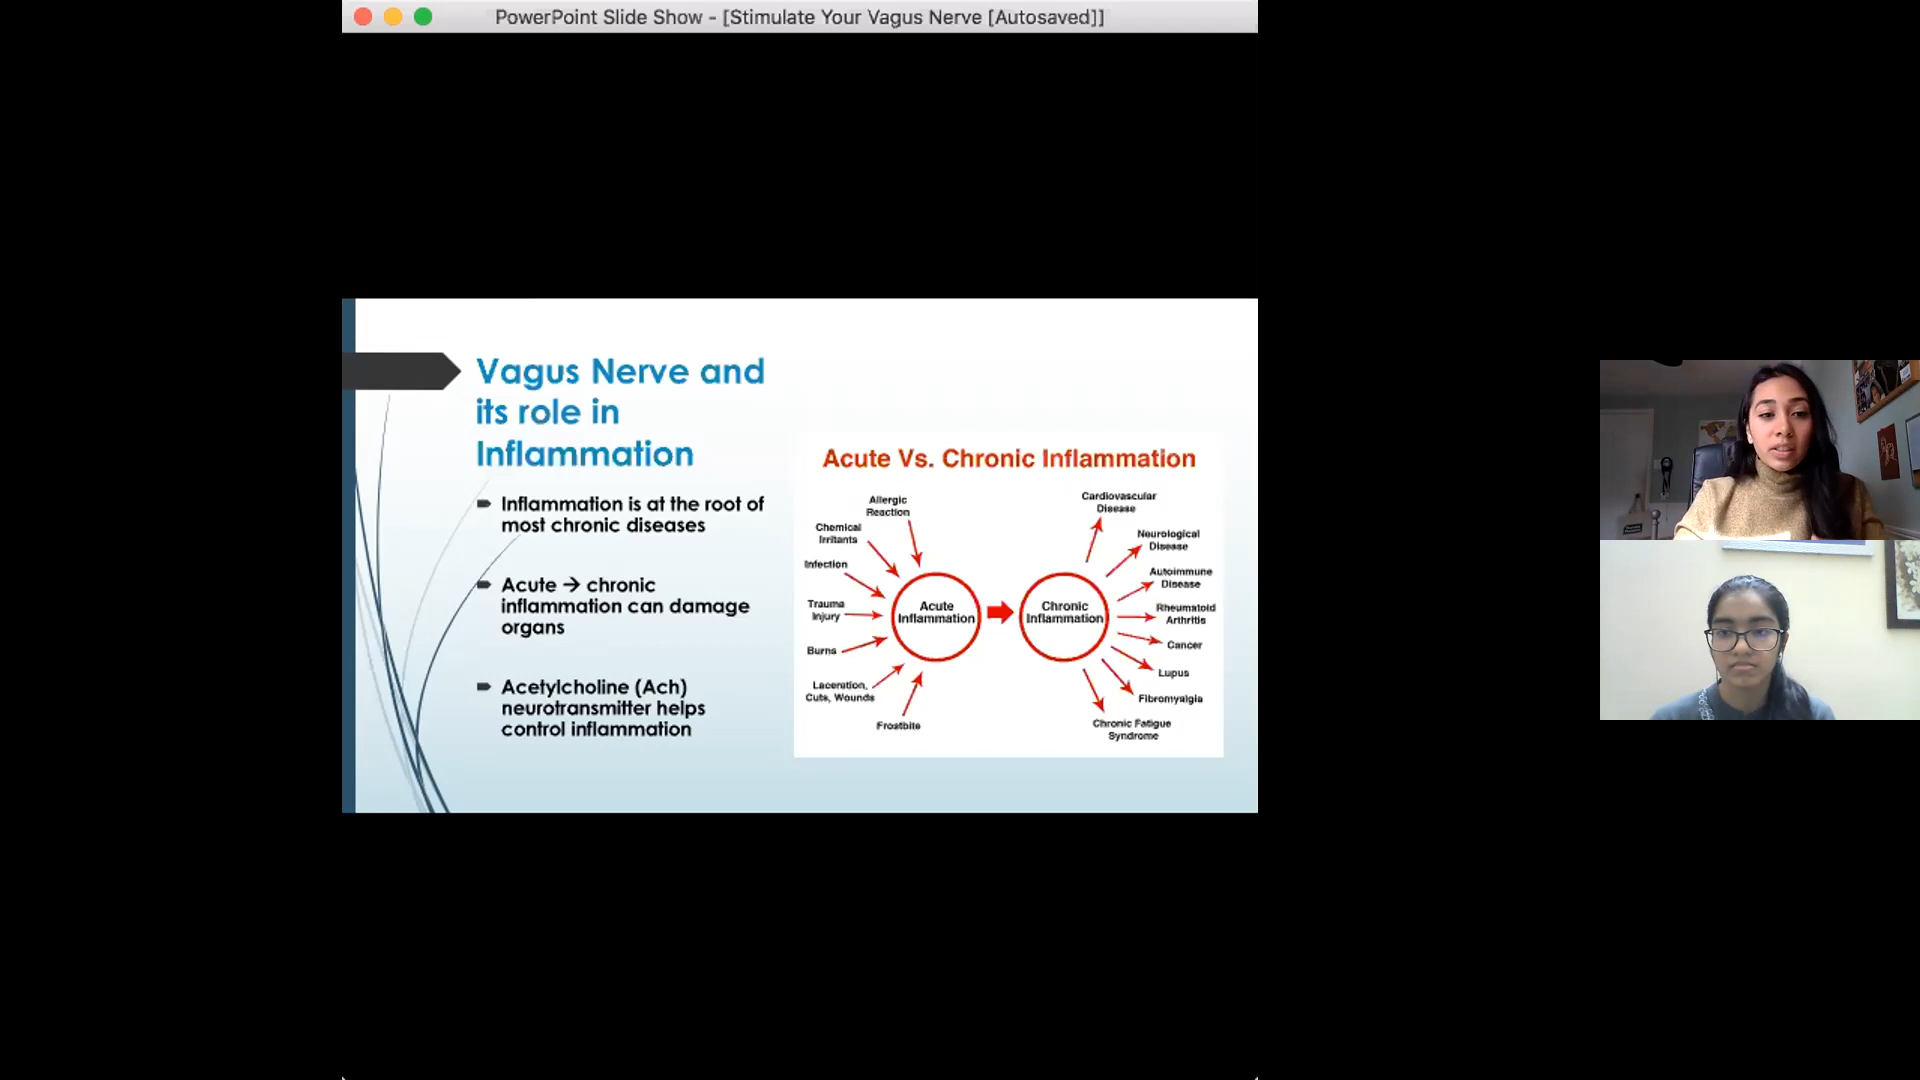 PowerPoint Slide Show - [Stimulate Your Vagus Nerve [Autosaved]]
Vagus Nerve and
its role in
Inflammation
Inflammation is at the root of
most chronic diseases
Acute → chronic
inflammation can damage
organs
Acetylcholine (Ach)
neurotransmitter helps
control inflammation
Acute Vs. Chronic Inflammation
Allergic
Reaction
Chemical
Irritants
Infection
Trauma
Injury
Burns
Laceration,
Cuts, Wounds
Frostbite
Acute
Inflammation
Chronic
Inflammation
Cardiovascular
Disease
Neurological
Disease
Autoimmune
Disease
Rheumatoid
Arthritis
Cancer
Lupus
Fibromyalgia
Chronic Fatigue
Syndrome